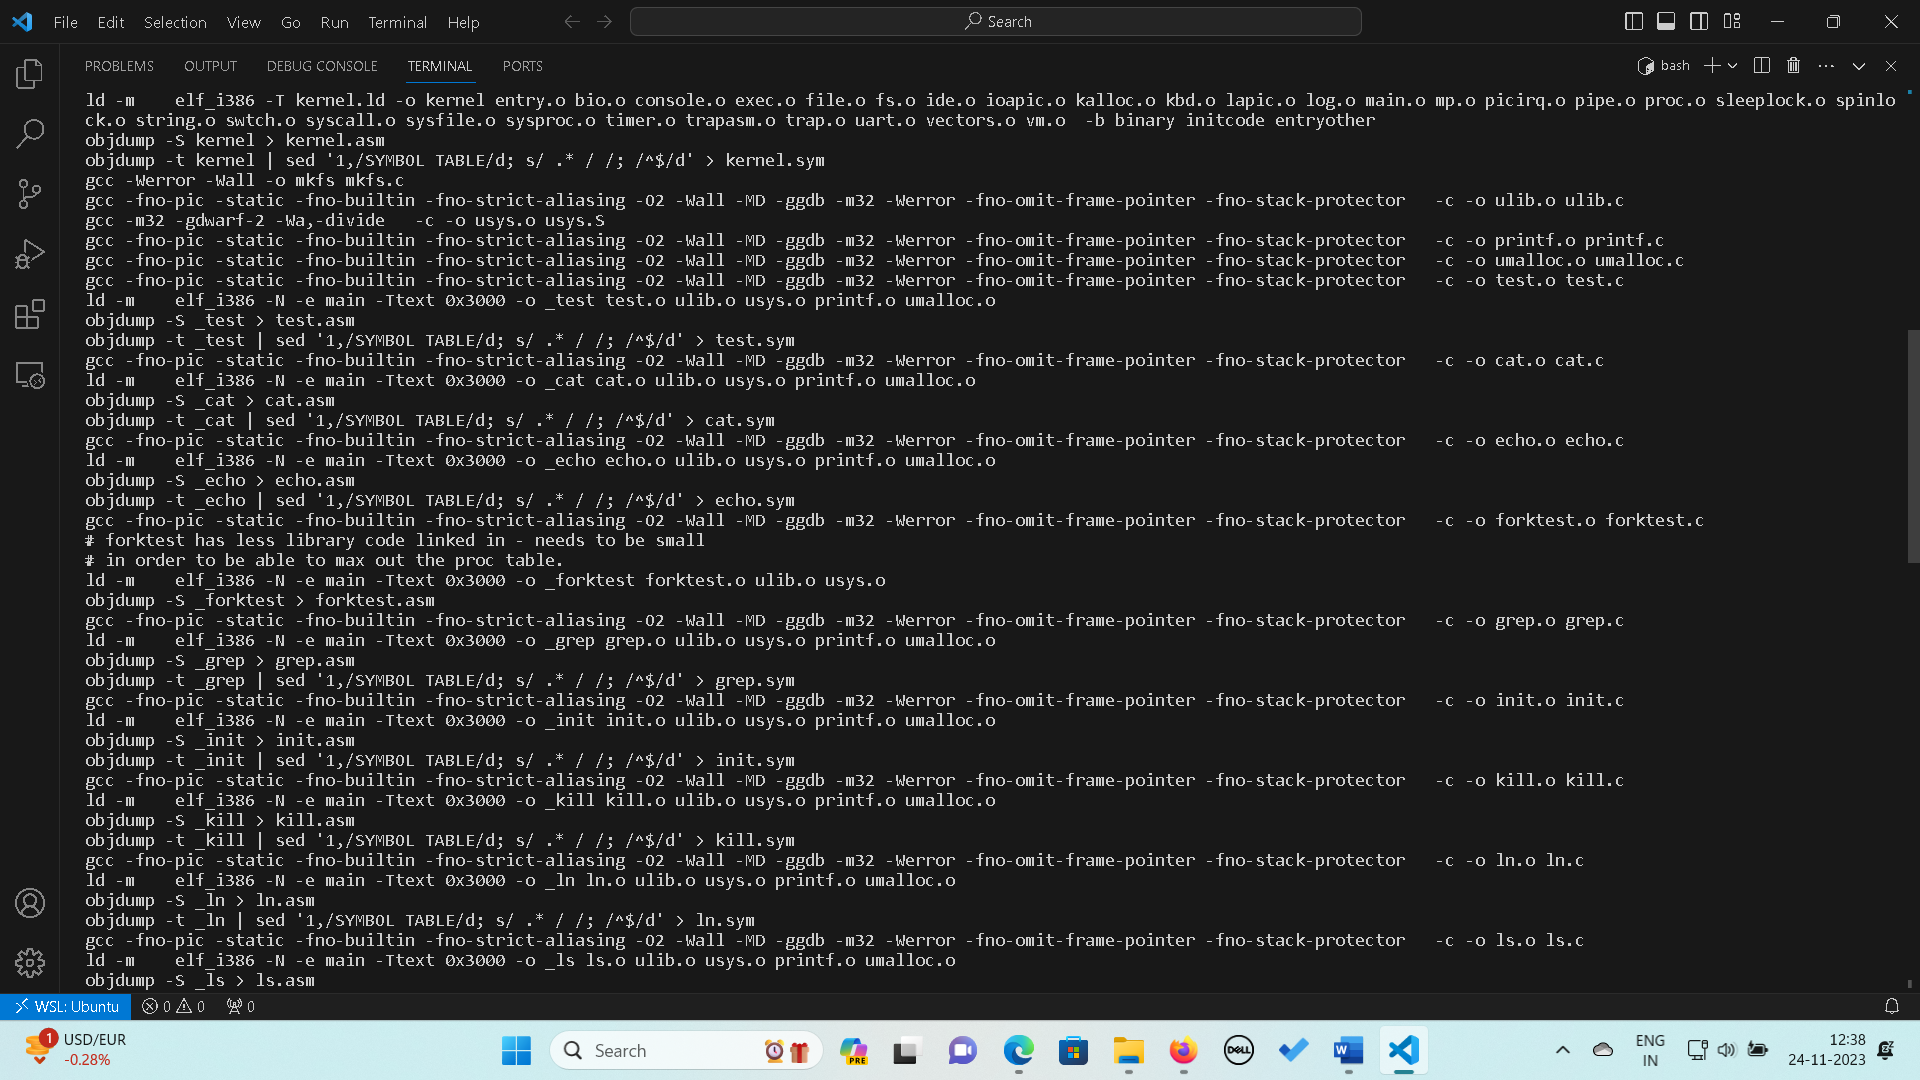 File Edit Selection View Go Run Terminal Help
Search
PROBLEMS OUTPUT DEBUG CONSOLE TERMINAL PORTS
bash
ld -m    elf_i386 -T kernel.ld -o kernel entry.o bio.o console.o exec.o file.o fs.o ide.o ioapic.o kalloc.o kbd.o lapic.o log.o main.o mp.o picirq.o pipe.o proc.o sleeplock.o spinlo
ck.o string.o swtch.o syscall.o sysfile.o sysproc.o timer.o trapasm.o trap.o uart.o vectors.o vm.o  -b binary initcode entryother
objdump -S kernel > kernel.asm
objdump -t kernel | sed '1,/SYMBOL TABLE/d; s/ .* / /; /^$/d' > kernel.sym
gcc -Werror -Wall -o mkfs mkfs.c
gcc -fno-pic -static -fno-builtin -fno-strict-aliasing -O2 -Wall -MD -ggdb -m32 -Werror -fno-omit-frame-pointer -fno-stack-protector   -c -o ulib.o ulib.c
gcc -m32 -gdwarf-2 -Wa,-divide   -c -o usys.o usys.S
gcc -fno-pic -static -fno-builtin -fno-strict-aliasing -O2 -Wall -MD -ggdb -m32 -Werror -fno-omit-frame-pointer -fno-stack-protector   -c -o printf.o printf.c
gcc -fno-pic -static -fno-builtin -fno-strict-aliasing -O2 -Wall -MD -ggdb -m32 -Werror -fno-omit-frame-pointer -fno-stack-protector   -c -o umalloc.o umalloc.c
gcc -fno-pic -static -fno-builtin -fno-strict-aliasing -O2 -Wall -MD -ggdb -m32 -Werror -fno-omit-frame-pointer -fno-stack-protector   -c -o test.o test.c
ld -m    elf_i386 -N -e main -Ttext 0x3000 -o _test test.o ulib.o usys.o printf.o umalloc.o
objdump -S _test > test.asm
objdump -t _test | sed '1,/SYMBOL TABLE/d; s/ .* / /; /^$/d' > test.sym
gcc -fno-pic -static -fno-builtin -fno-strict-aliasing -O2 -Wall -MD -ggdb -m32 -Werror -fno-omit-frame-pointer -fno-stack-protector   -c -o cat.o cat.c
ld -m    elf_i386 -N -e main -Ttext 0x3000 -o _cat cat.o ulib.o usys.o printf.o umalloc.o
objdump -S _cat > cat.asm
objdump -t _cat | sed '1,/SYMBOL TABLE/d; s/ .* / /; /^$/d' > cat.sym
gcc -fno-pic -static -fno-builtin -fno-strict-aliasing -O2 -Wall -MD -ggdb -m32 -Werror -fno-omit-frame-pointer -fno-stack-protector   -c -o echo.o echo.c
ld -m    elf_i386 -N -e main -Ttext 0x3000 -o _echo echo.o ulib.o usys.o printf.o umalloc.o
objdump -S _echo > echo.asm
objdump -t _echo | sed '1,/SYMBOL TABLE/d; s/ .* / /; /^$/d' > echo.sym
gcc -fno-pic -static -fno-builtin -fno-strict-aliasing -O2 -Wall -MD -ggdb -m32 -Werror -fno-omit-frame-pointer -fno-stack-protector   -c -o forktest.o forktest.c
# forktest has less library code linked in - needs to be small
# in order to be able to max out the proc table.
ld -m    elf_i386 -N -e main -Ttext 0x3000 -o _forktest forktest.o ulib.o usys.o
objdump -S _forktest > forktest.asm
gcc -fno-pic -static -fno-builtin -fno-strict-aliasing -O2 -Wall -MD -ggdb -m32 -Werror -fno-omit-frame-pointer -fno-stack-protector   -c -o grep.o grep.c
ld -m    elf_i386 -N -e main -Ttext 0x3000 -o _grep grep.o ulib.o usys.o printf.o umalloc.o
objdump -S _grep > grep.asm
objdump -t _grep | sed '1,/SYMBOL TABLE/d; s/ .* / /; /^$/d' > grep.sym
gcc -fno-pic -static -fno-builtin -fno-strict-aliasing -O2 -Wall -MD -ggdb -m32 -Werror -fno-omit-frame-pointer -fno-stack-protector   -c -o init.o init.c
ld -m    elf_i386 -N -e main -Ttext 0x3000 -o _init init.o ulib.o usys.o printf.o umalloc.o
objdump -S _init > init.asm
objdump -t _init | sed '1,/SYMBOL TABLE/d; s/ .* / /; /^$/d' > init.sym
gcc -fno-pic -static -fno-builtin -fno-strict-aliasing -O2 -Wall -MD -ggdb -m32 -Werror -fno-omit-frame-pointer -fno-stack-protector   -c -o kill.o kill.c
ld -m    elf_i386 -N -e main -Ttext 0x3000 -o _kill kill.o ulib.o usys.o printf.o umalloc.o
objdump -S _kill > kill.asm
objdump -t _kill | sed '1,/SYMBOL TABLE/d; s/ .* / /; /^$/d' > kill.sym
gcc -fno-pic -static -fno-builtin -fno-strict-aliasing -O2 -Wall -MD -ggdb -m32 -Werror -fno-omit-frame-pointer -fno-stack-protector   -c -o ln.o ln.c
ld -m    elf_i386 -N -e main -Ttext 0x3000 -o _ln ln.o ulib.o usys.o printf.o umalloc.o
objdump -S _ln > ln.asm
objdump -t _ln | sed '1,/SYMBOL TABLE/d; s/ .* / /; /^$/d' > ln.sym
gcc -fno-pic -static -fno-builtin -fno-strict-aliasing -O2 -Wall -MD -ggdb -m32 -Werror -fno-omit-frame-pointer -fno-stack-protector   -c -o ls.o ls.c
ld -m    elf_i386 -N -e main -Ttext 0x3000 -o _ls ls.o ulib.o usys.o printf.o umalloc.o
objdump -S _ls > ls.asm
WSL: Ubuntu 0 0 0
1 USD/EUR
-0.28%
Search
PRE
DELL
W
ENG
IN
12:38
24-11-2023